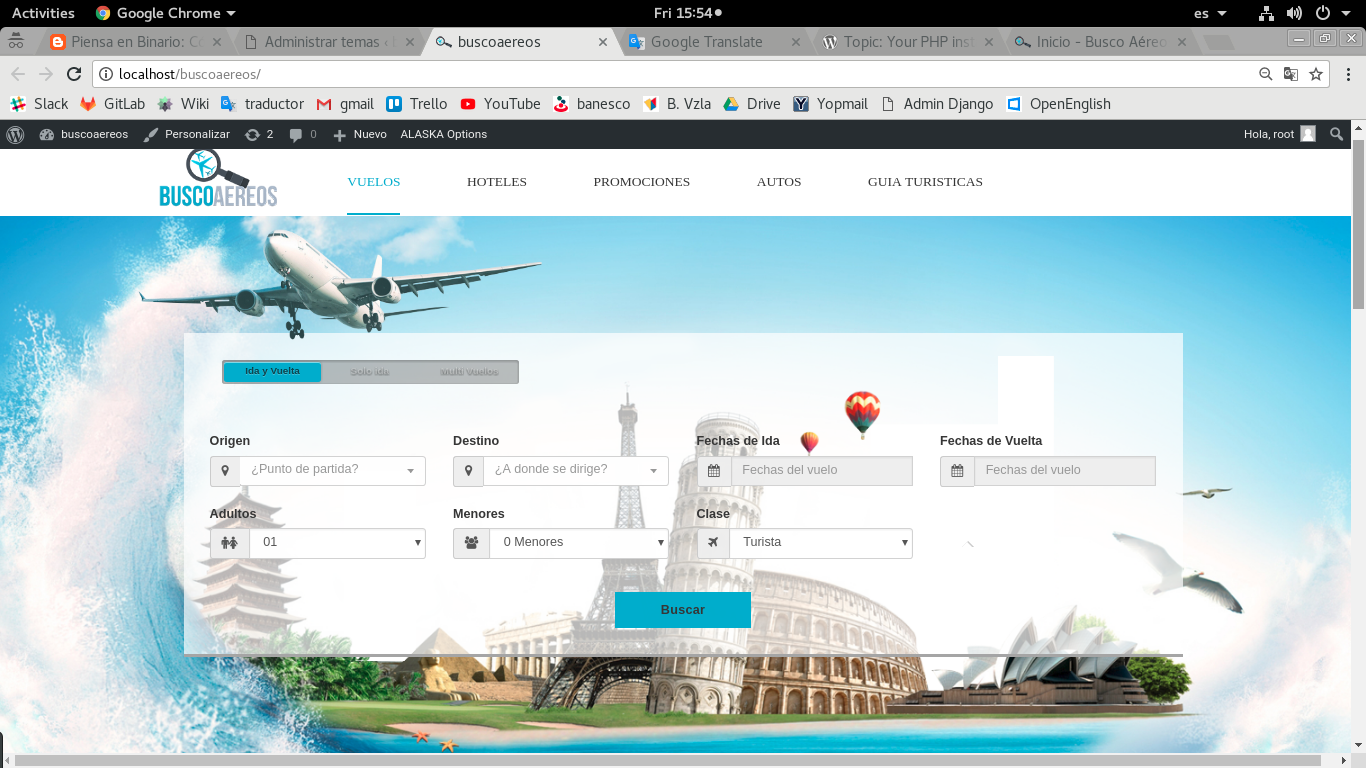 Activities Google Chrome Fri 15:54 es
Piensa en Binario: Có Administrar temas ‹ buscoaereos Google Translate Topic: Your PHP inst Inicio - Busco Aéreo
localhost/buscoaereos/
Slack GitLab Wiki traductor gmail Trello YouTube banesco B. Vzla Drive Yopmail Admin Django OpenEnglish
buscoaereos Personalizar 2 0 Nuevo ALASKA Options Hola, root
BUSCOAEREOS VUELOS HOTELES PROMOCIONES AUTOS GUIA TURISTICAS
Ida y Vuelta Solo ida Multi Vuelos
Origen Destino Fechas de Ida Fechas de Vuelta
¿Punto de partida? ¿A donde se dirige? Fechas del vuelo Fechas del vuelo
Adultos Menores Clase
01 0 Menores Turista
Buscar